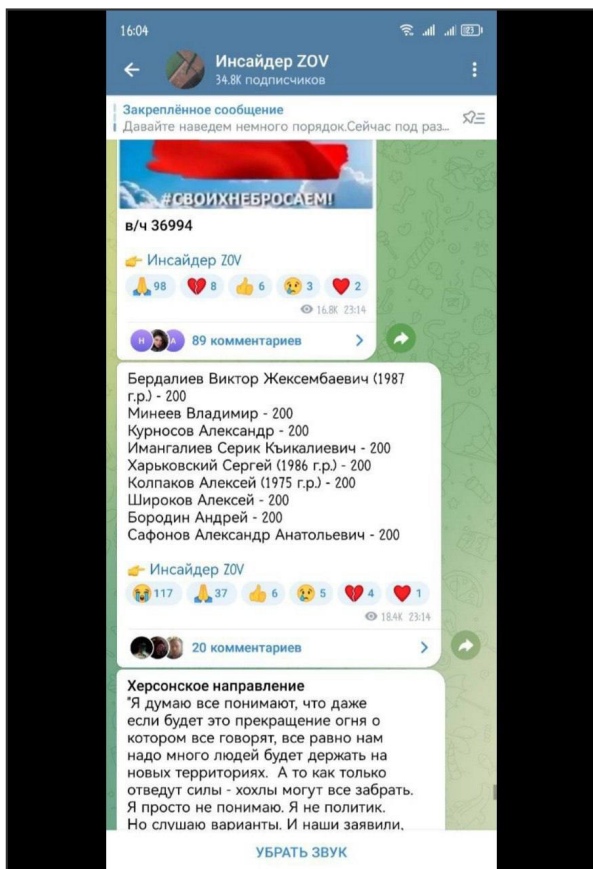 16:04
Инсайдер ZOV
34.8K подписчиков
Закреплённое сообщение
Давайте наведем немного порядок.Сейчас под раз...
#СВОИХНЕБРОСАЕМ!
в/ч 36994
Инсайдер ZOV
98 8 6 3 2
16.8K 23:14
Н А 89 комментариев
Бердалиев Виктор Жексембаевич (1987
г.р.) - 200
Минеев Владимир - 200
Курносов Александр - 200
Имангалиев Серик Къикалиевич - 200
Харьковский Сергей (1986 г.р.) - 200
Колпаков Алексей (1975 г.р.) - 200
Широков Алексей - 200
Бородин Андрей - 200
Сафонов Александр Анатольевич - 200
Инсайдер ZOV
117 37 6 5 4 1
18.4K 23:14
20 комментариев
Херсонское направление
"Я думаю все понимают, что даже
если будет это прекращение огня о
котором все говорят, все равно нам
надо много людей будет держать на
новых территориях. А то как только
отведут силы - хохлы могут все забрать.
Я просто не понимаю. Я не политик.
Но слушаю варианты. И наши заявили,
УБРАТЬ ЗВУК